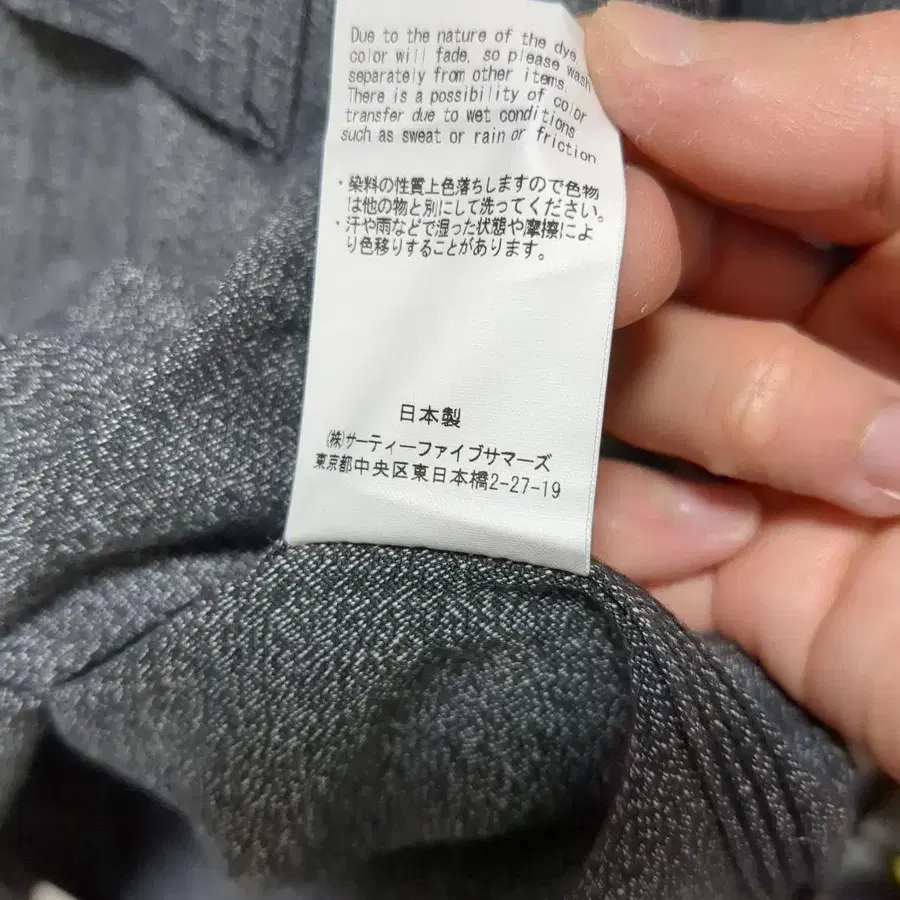 Due to the nature of the dye,
color will fade, so please wash
separately from other items.
There is a possibility of color
transfer due to wet conditions
such as sweat or rain or friction.
・染料の性質上色落ちしますので色物
は他の物と別にして洗ってください。
・汗や雨などで湿った状態や摩擦によ
り色移りすることがあります。
日本製
(株)サーティーファイブサマーズ
東京都中央区東日本橋2-27-19